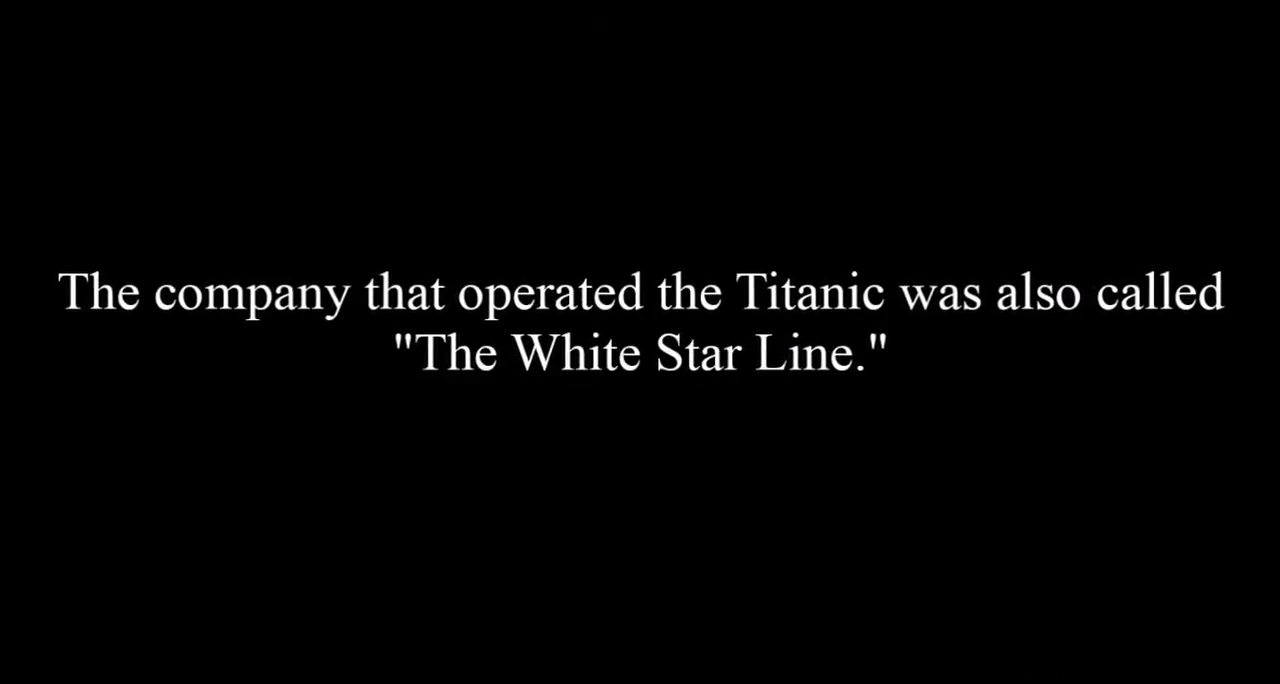 The company that operated the Titanic was also called
"The White Star Line."